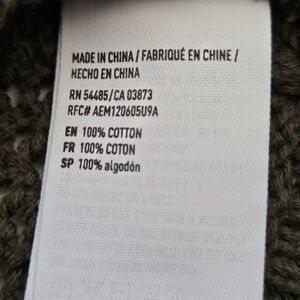 MADE IN CHINA / FABRIQUÉ EN CHINE /
HECHO EN CHINA
RN 54485/CA 03873
RFC# AEM120605U9A
EN 100% COTTON
FR 100% COTON
SP 100% algodón